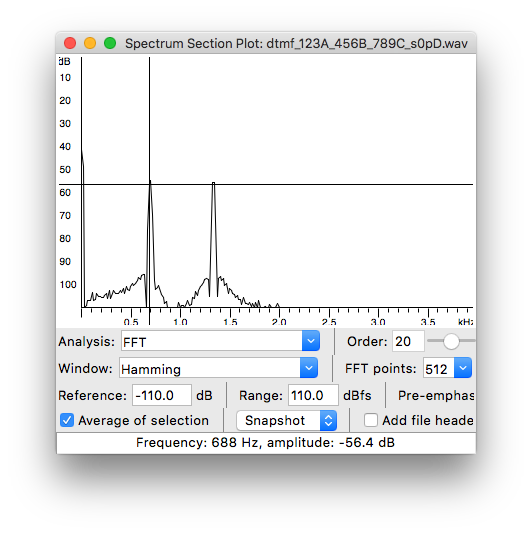 Spectrum Section Plot: dtmf_123A_456B_789C_s0pD.wav
dB
10
20
30
40
50
60
70
80
90
100
0.5 1.0 1.5 2.0 2.5 3.0 3.5 kHz
Analysis: FFT Order: 20
Window: Hamming FFT points: 512
Reference: -110.0 dB Range: 110.0 dBfs Pre-emphas
Average of selection Snapshot Add file heade
Frequency: 688 Hz, amplitude: -56.4 dB